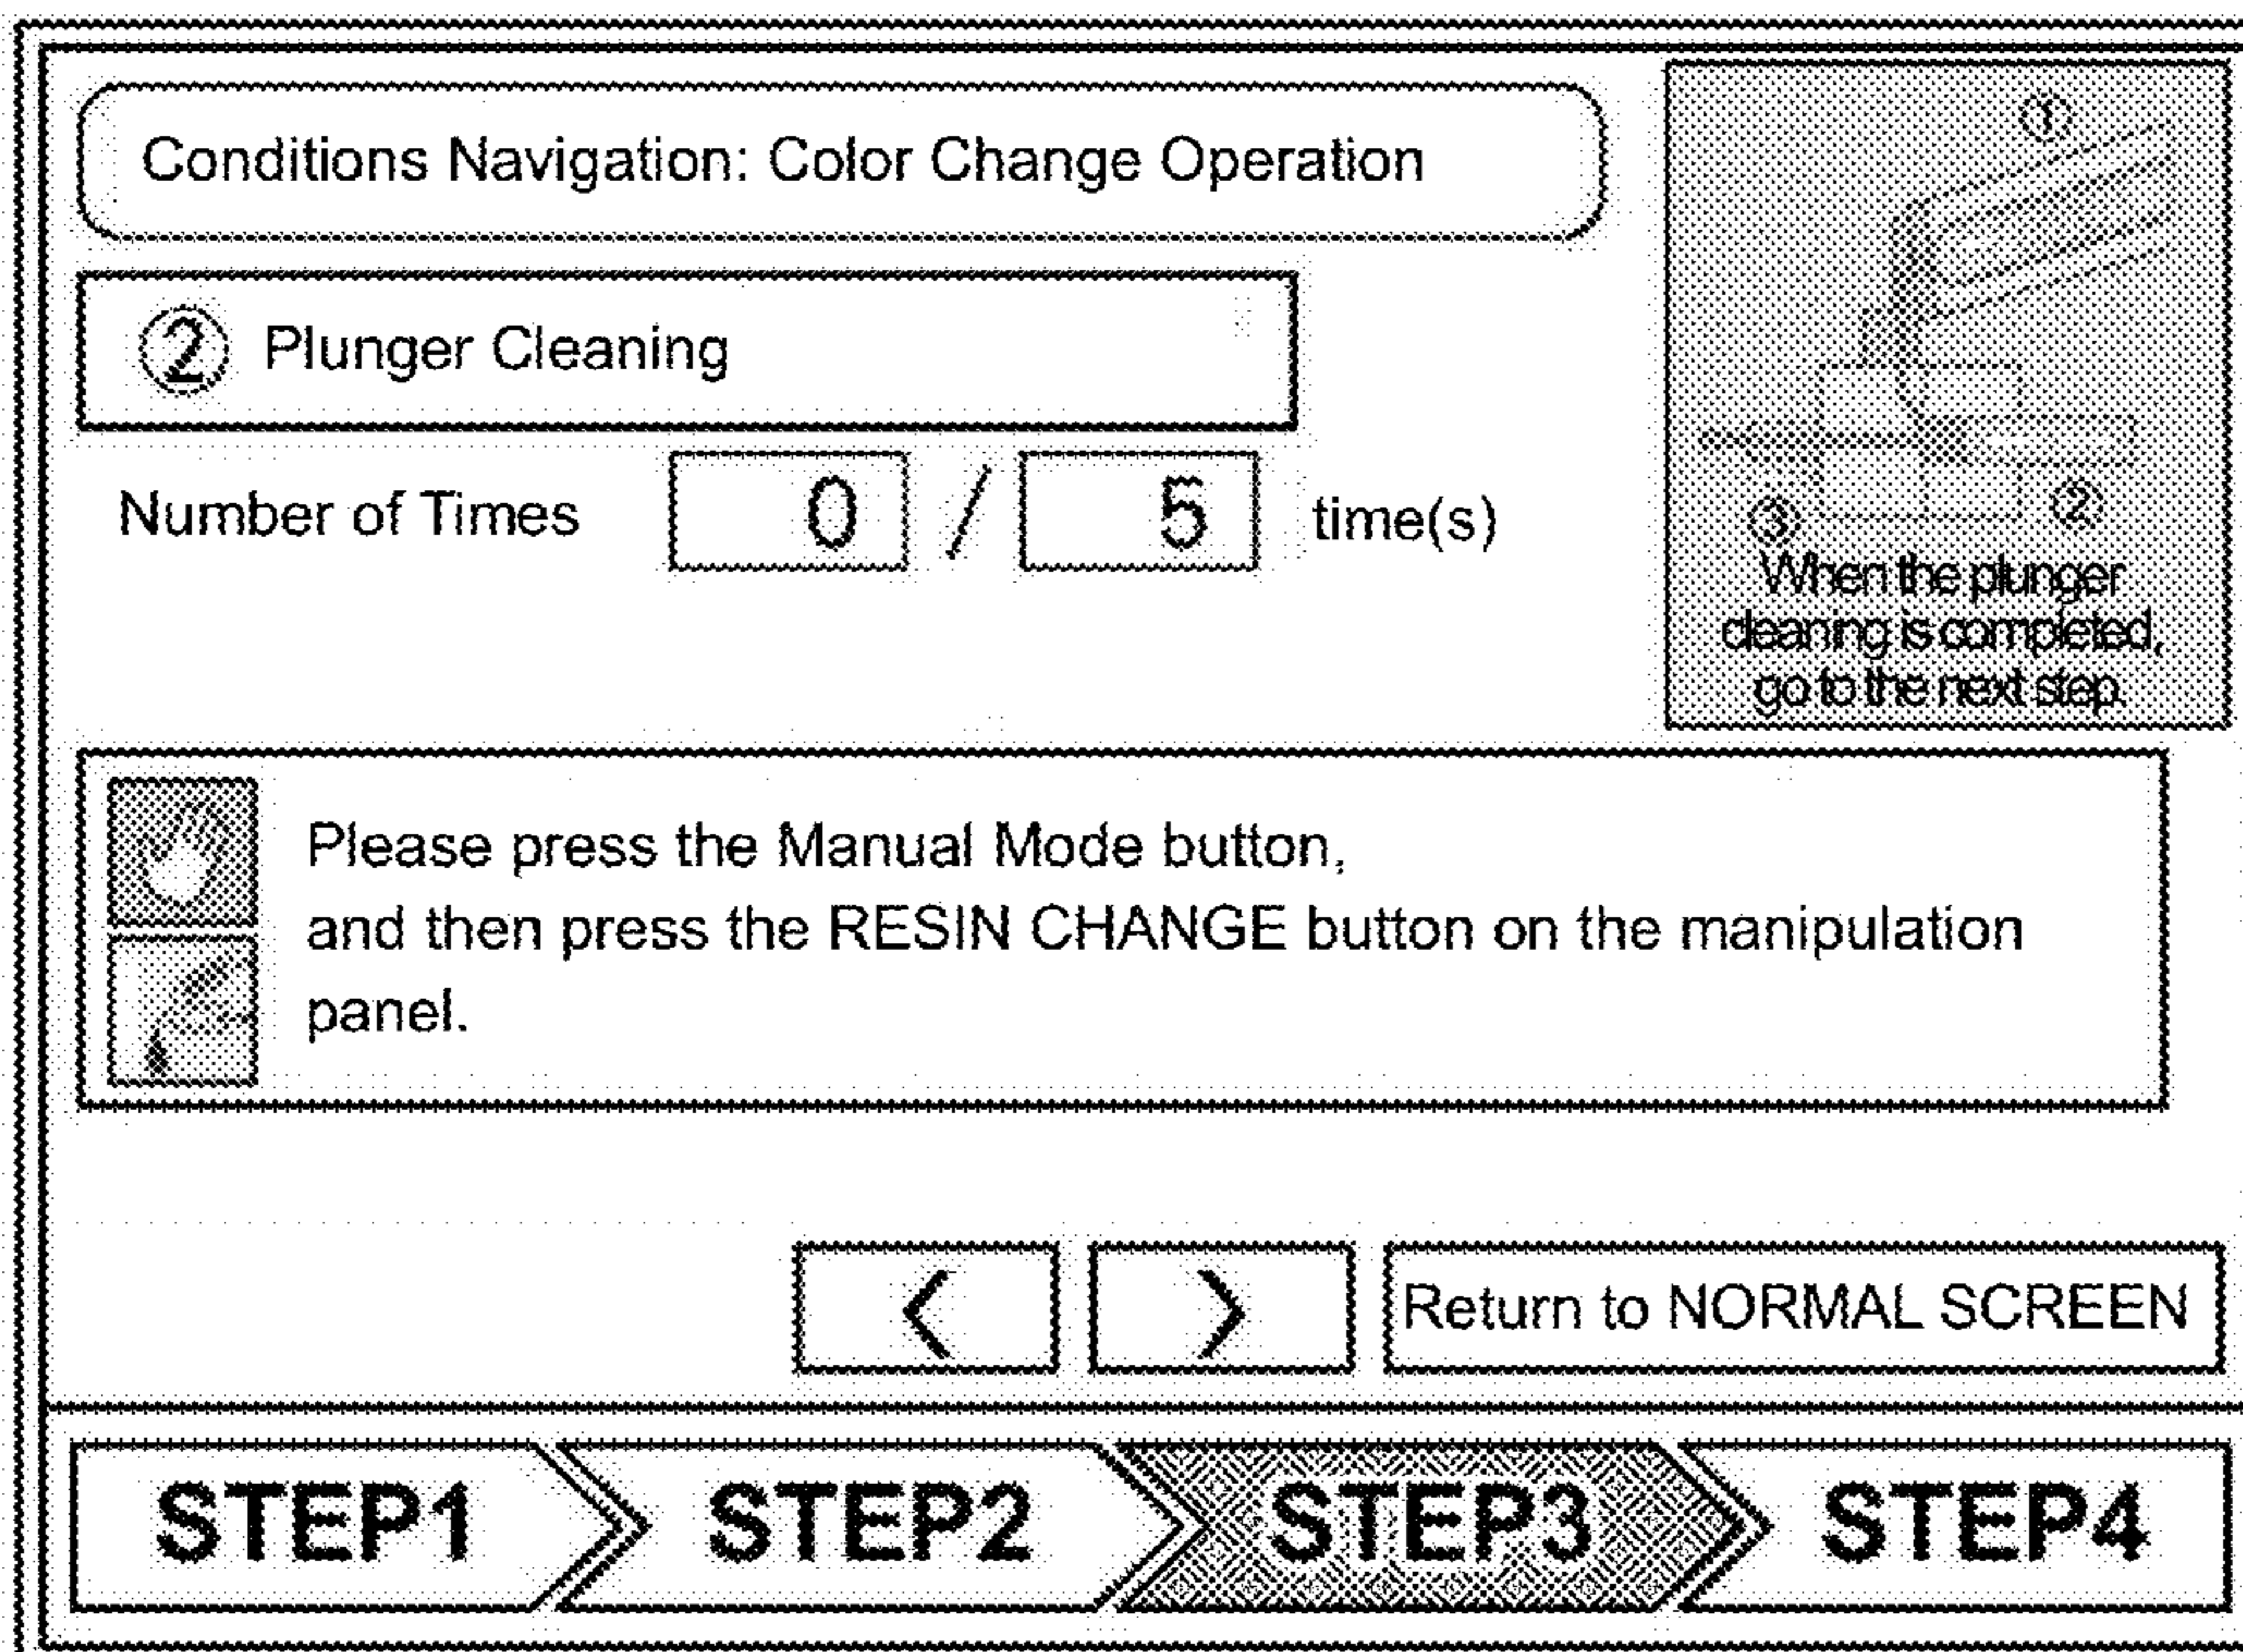 Conditions Navigation: Color Change Operation
② Plunger Cleaning
Number of Times 0 / 5 time(s)
①
③ ②
When the plunger
cleaning is completed,
go to the next step.
Please press the Manual Mode button,
and then press the RESIN CHANGE button on the manipulation
panel.
< > Return to NORMAL SCREEN
STEP1 STEP2 STEP3 STEP4